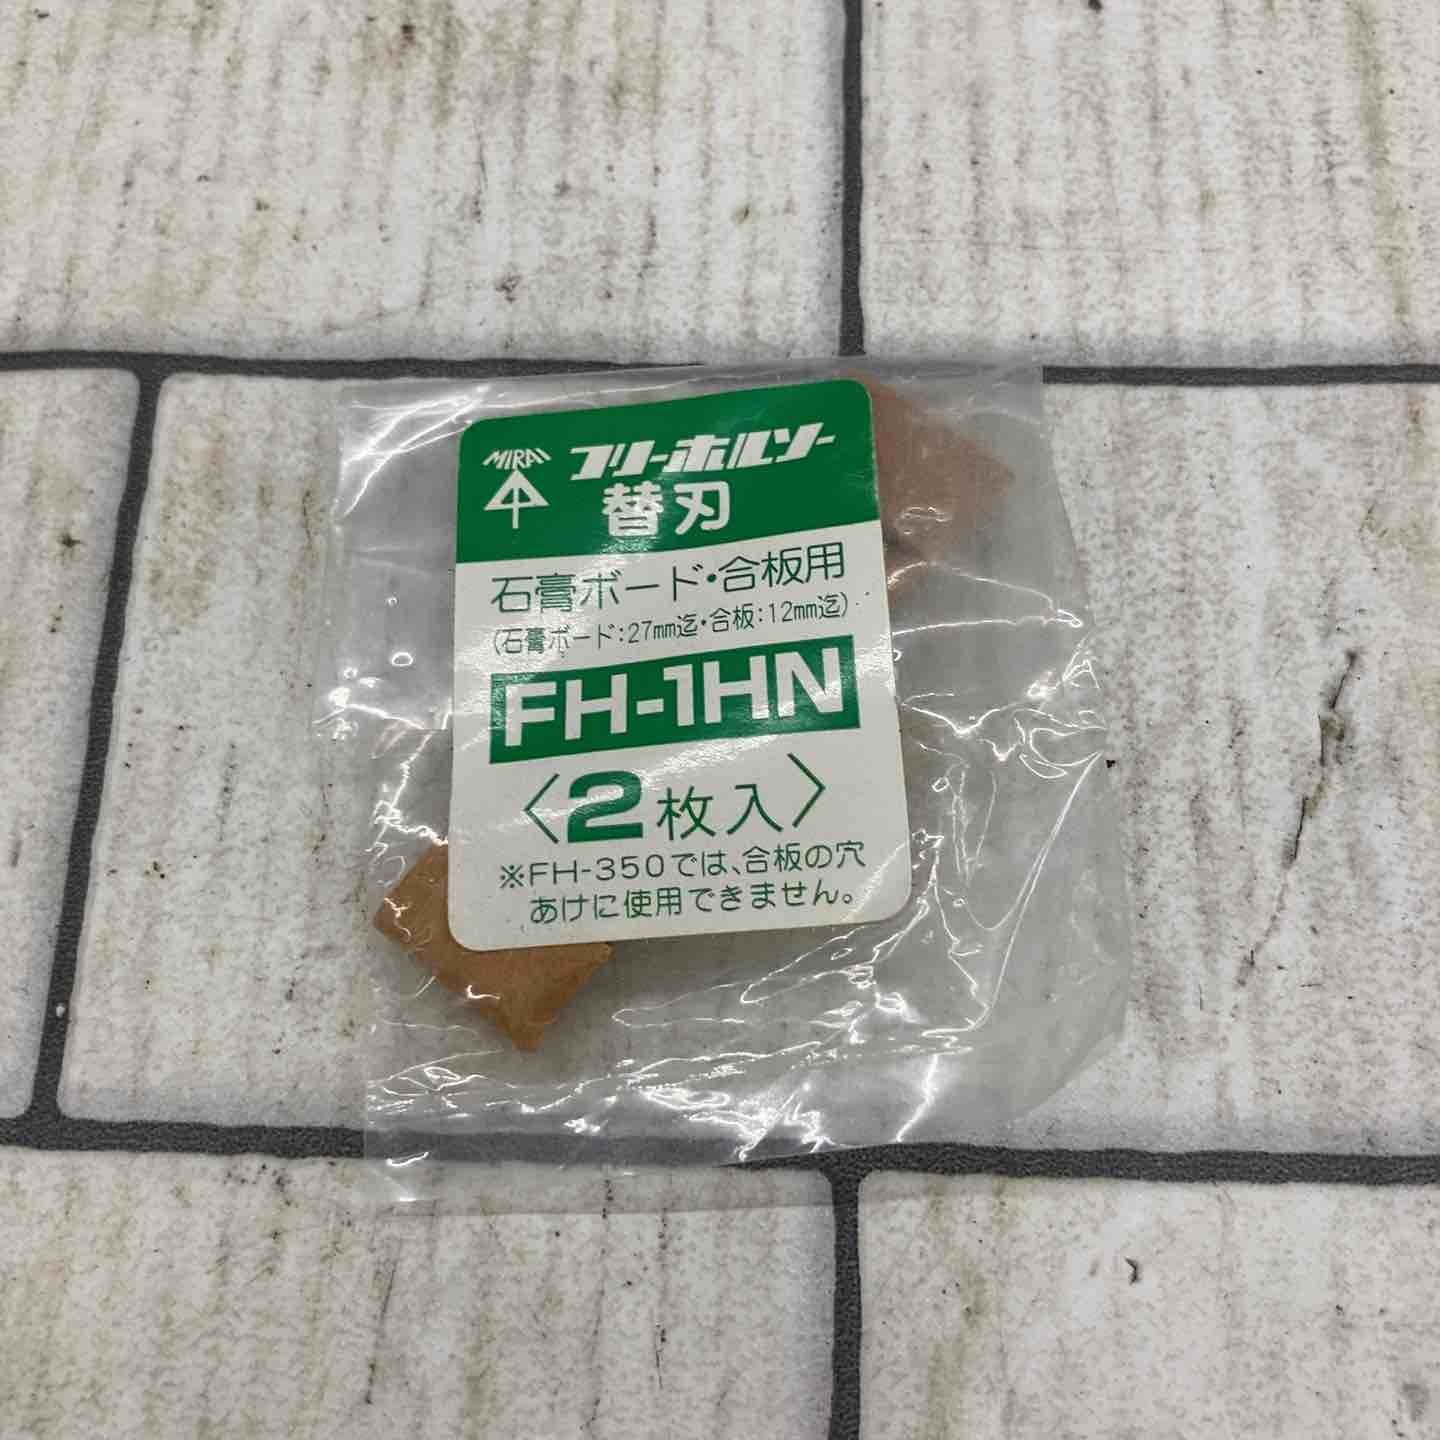 MIRAI
フリーホルソー
替刃
石膏ボード・合板用
(石膏ボード:27mm迄・合板:12mm迄)
FH-1HN
〈2枚入〉
※FH-350では、合板の穴
あけに使用できません。